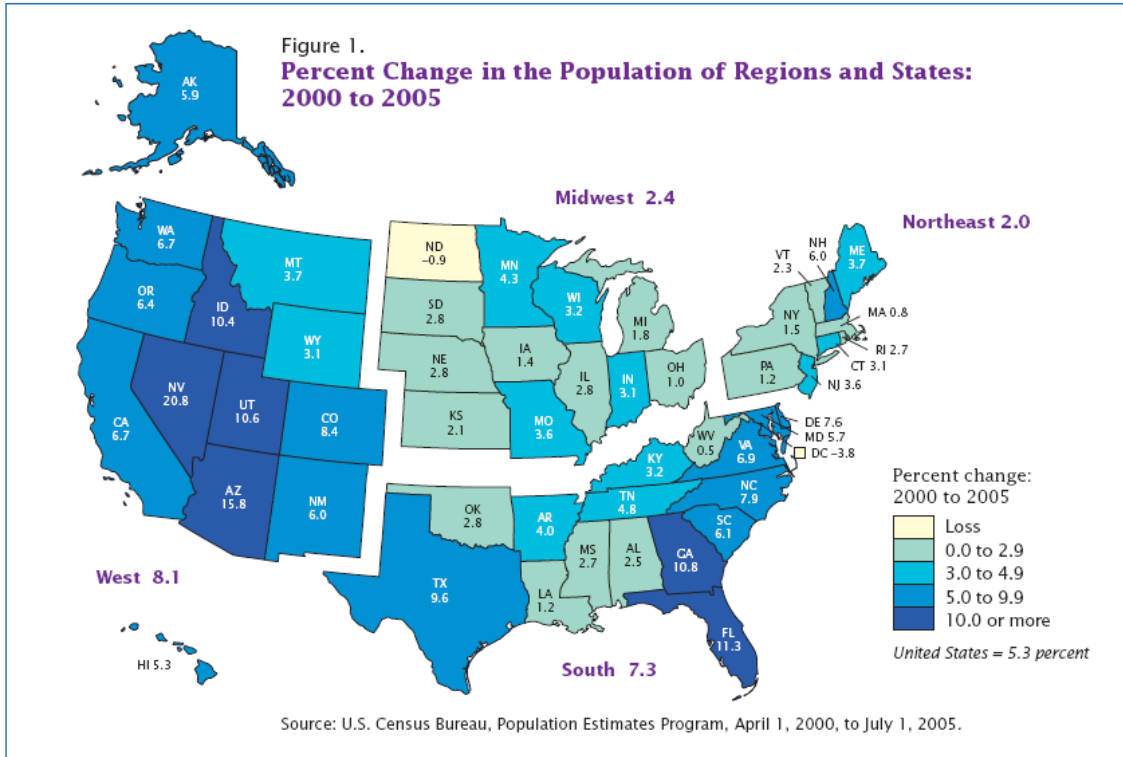 Figure 1.
Percent Change in the Population of Regions and States:
2000 to 2005
AK
5.9
Midwest 2.4
Northeast 2.0
WA
6.7
MT
3.7
ND
–0.9
MN
4.3
VT
2.3
NH
6.0
ME
3.7
OR
6.4
ID
10.4
WY
3.1
SD
2.8
WI
3.2
MI
1.8
NY
1.5
MA 0.8
RI 2.7
CT 3.1
NJ 3.6
NV
20.8
UT
10.6
CO
8.4
NE
2.8
IA
1.4
IL
2.8
IN
3.1
OH
1.0
PA
1.2
CA
6.7
KS
2.1
MO
3.6
WV
0.5
VA
6.9
DE 7.6
MD 5.7
DC –3.8
KY
3.2
AZ
15.8
NM
6.0
OK
2.8
AR
4.0
TN
4.8
NC
7.9
SC
6.1
MS
2.7
AL
2.5
GA
10.8
West 8.1
TX
9.6
LA
1.2
FL
11.3
HI 5.3
South 7.3
Percent change:
2000 to 2005
Loss
0.0 to 2.9
3.0 to 4.9
5.0 to 9.9
10.0 or more
United States = 5.3 percent
Source: U.S. Census Bureau, Population Estimates Program, April 1, 2000, to July 1, 2005.